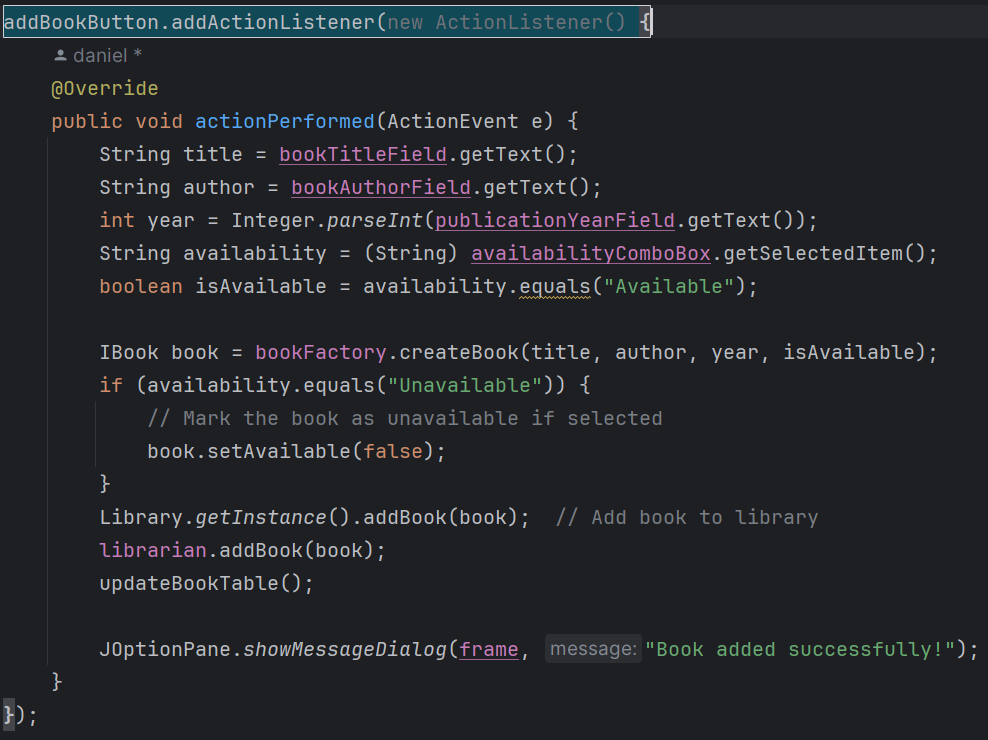 addBookButton.addActionListener(new ActionListener() {
    daniel *
    @Override
    public void actionPerformed(ActionEvent e) {
        String title = bookTitleField.getText();
        String author = bookAuthorField.getText();
        int year = Integer.parseInt(publicationYearField.getText());
        String availability = (String) availabilityComboBox.getSelectedItem();
        boolean isAvailable = availability.equals("Available");

        IBook book = bookFactory.createBook(title, author, year, isAvailable);
        if (availability.equals("Unavailable")) {
            // Mark the book as unavailable if selected
            book.setAvailable(false);
        }
        Library.getInstance().addBook(book);  // Add book to library
        librarian.addBook(book);
        updateBookTable();

        JOptionPane.showMessageDialog(frame, message: "Book added successfully!");
    }
});